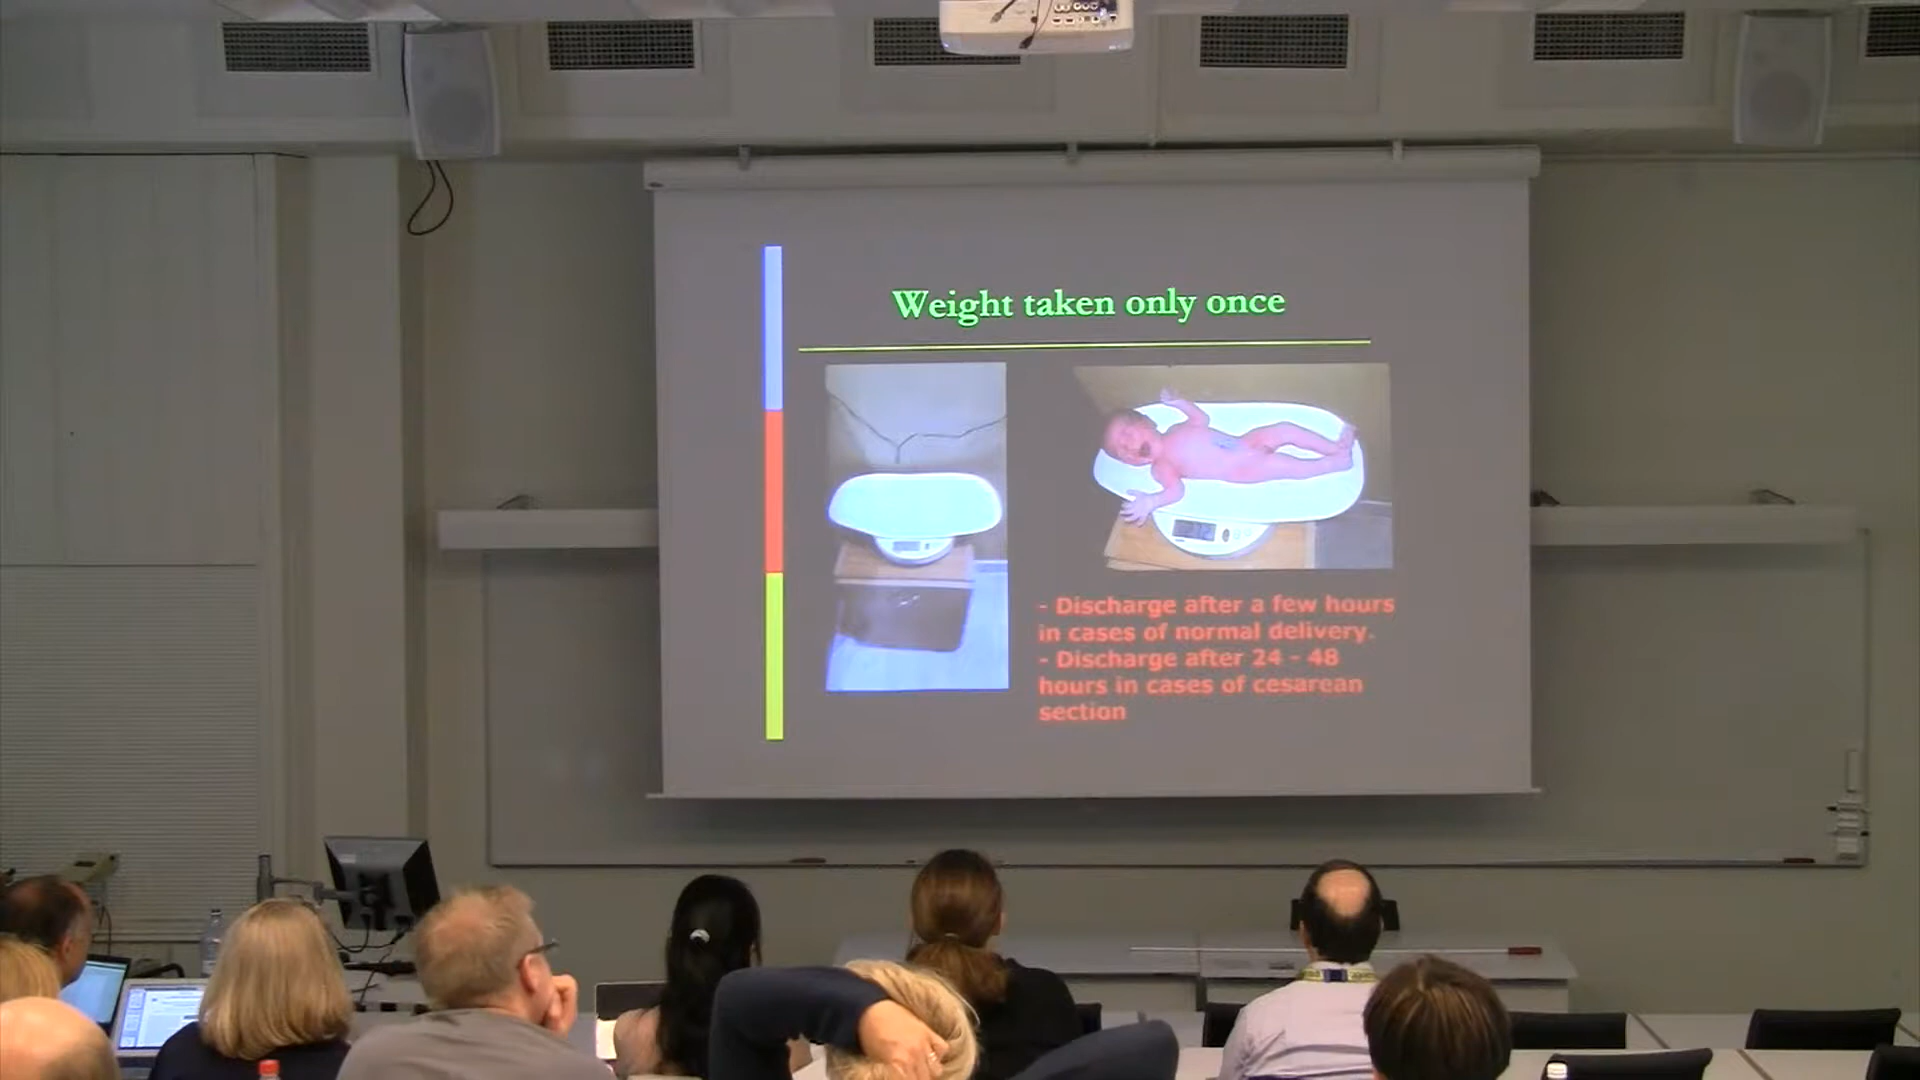 Weight taken only once
- Discharge after a few hours
in cases of normal delivery.
- Discharge after 24 - 48
hours in cases of cesarean
section